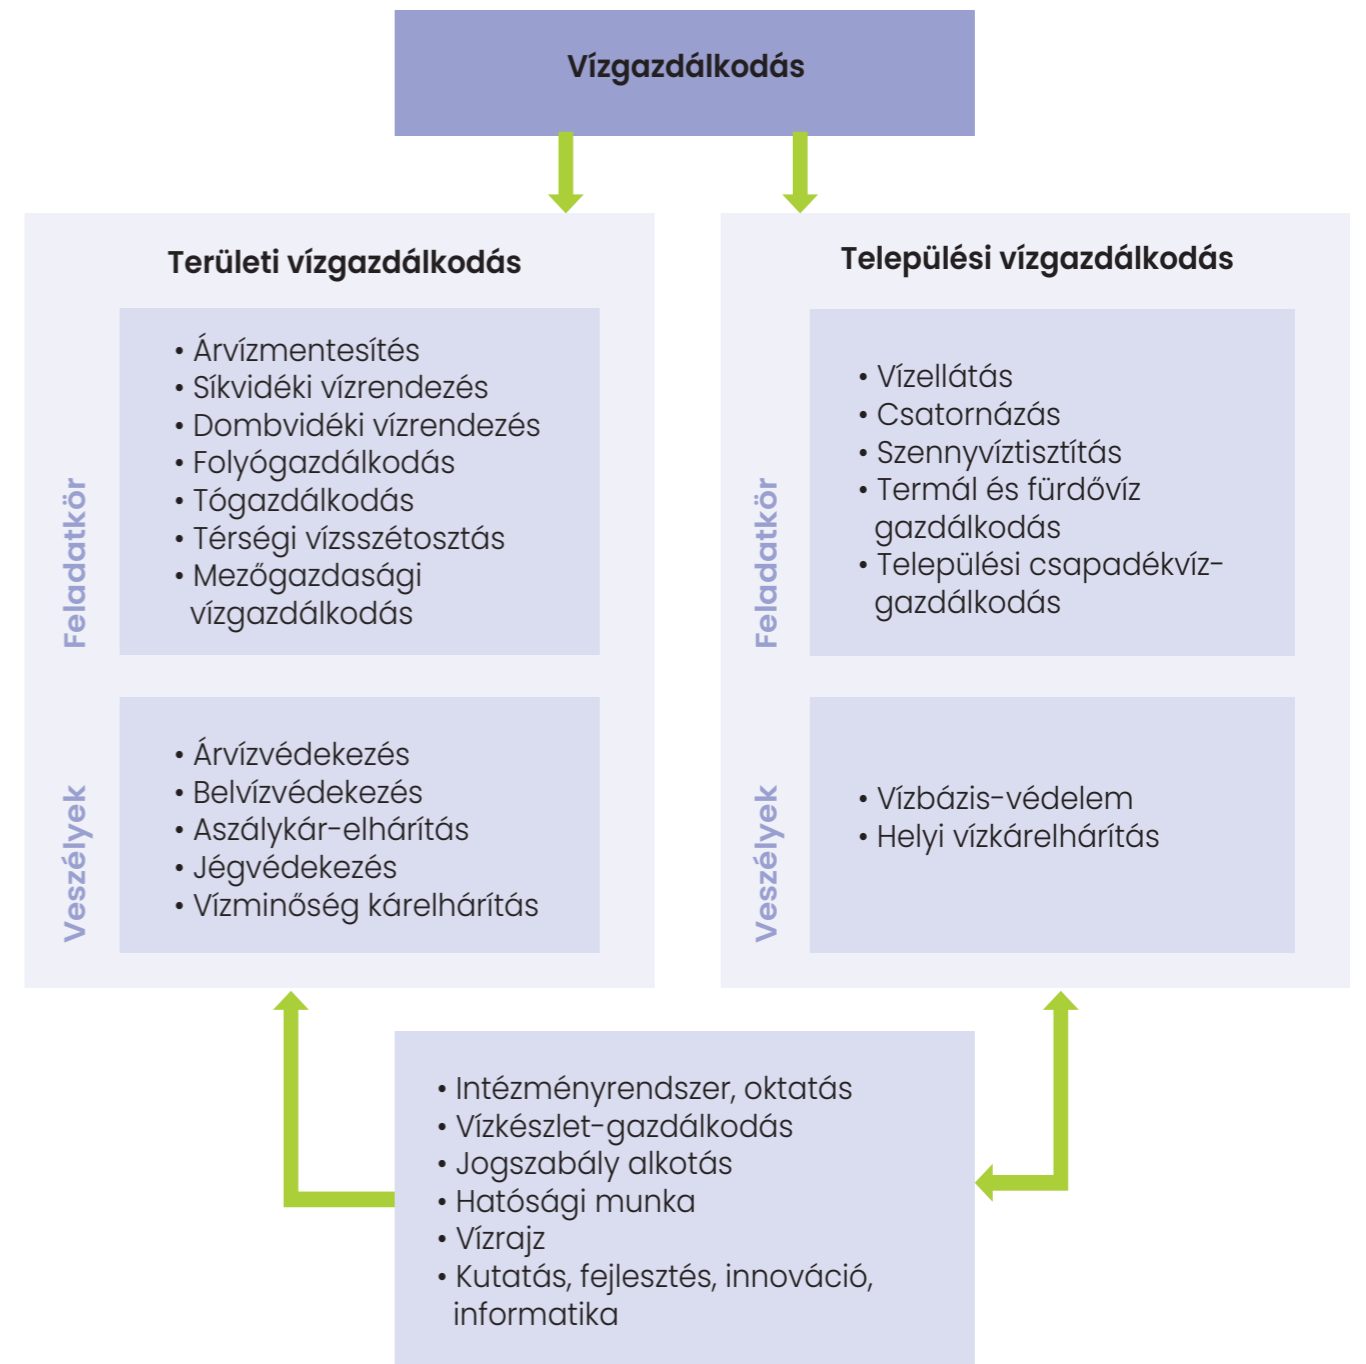 Vízgazdálkodás
Területi vízgazdálkodás
Feladatkör
• Árvízmentesítés
• Síkvidéki vízrendezés
• Dombvidéki vízrendezés
• Folyógazdálkodás
• Tógazdálkodás
• Térségi vízsszétosztás
• Mezőgazdasági
vízgazdálkodás
Veszélyek
• Árvízvédekezés
• Belvízvédekezés
• Aszálykár-elhárítás
• Jégvédekezés
• Vízminőség kárelhárítás
Települési vízgazdálkodás
Feladatkör
• Vízellátás
• Csatornázás
• Szennyvíztisztítás
• Termál és fürdővíz
gazdálkodás
• Települési csapadékvíz-
gazdálkodás
Veszélyek
• Vízbázis-védelem
• Helyi vízkárelhárítás
• Intézményrendszer, oktatás
• Vízkészlet-gazdálkodás
• Jogszabály alkotás
• Hatósági munka
• Vízrajz
• Kutatás, fejlesztés, innováció,
informatika